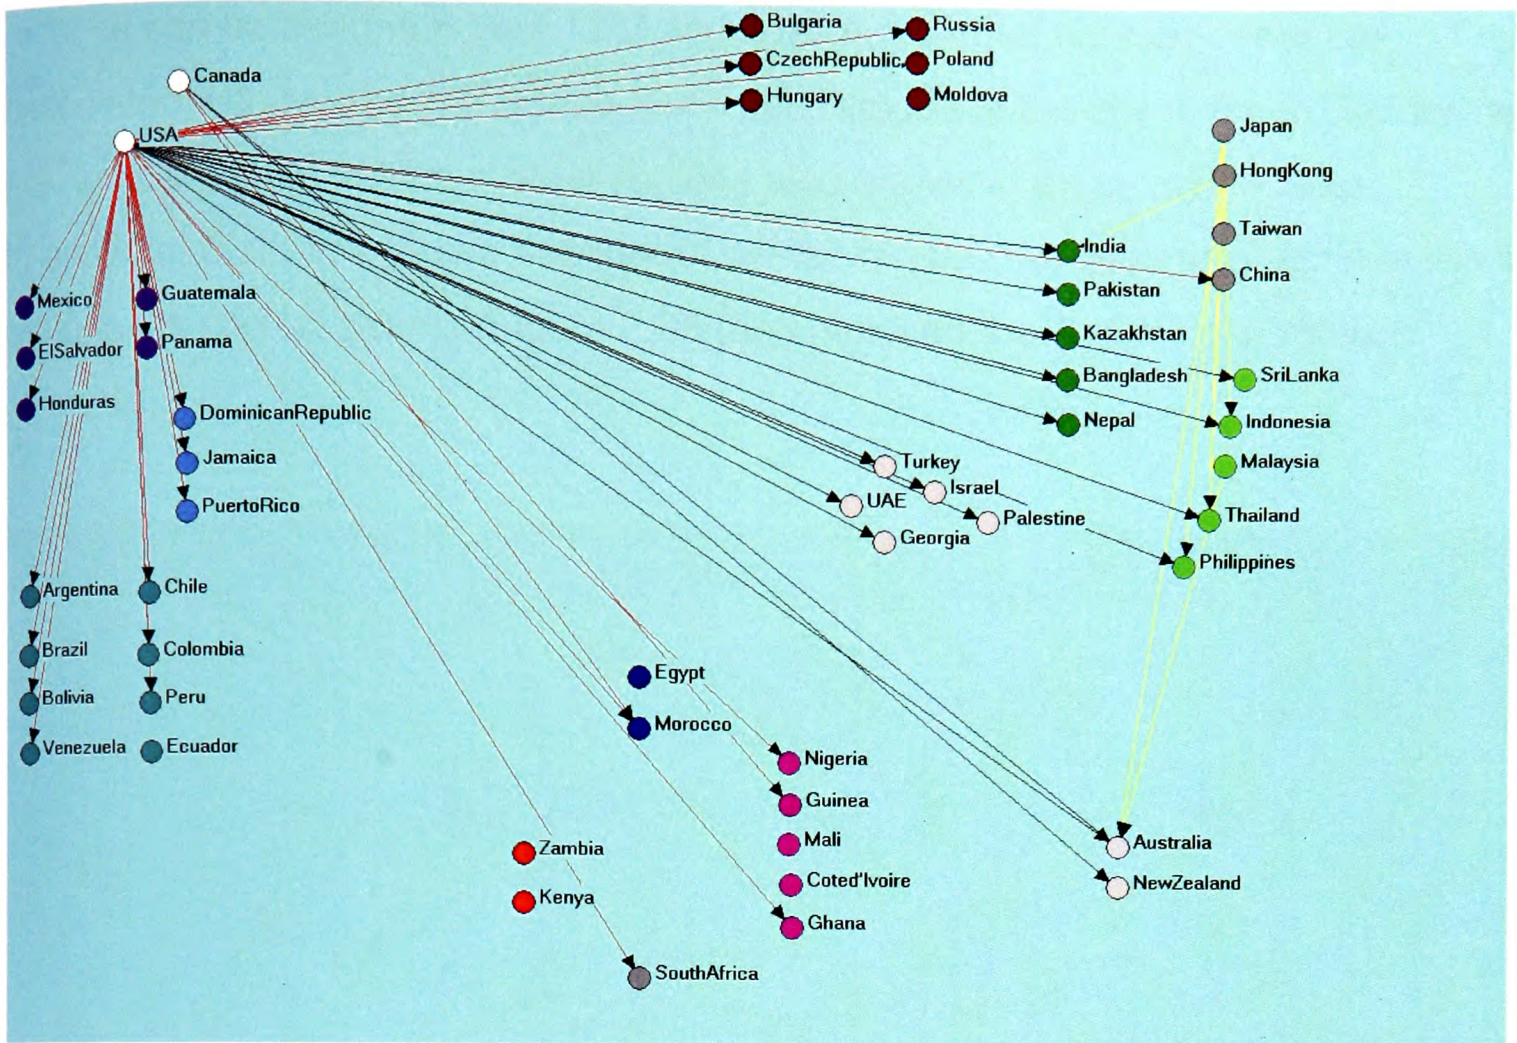 Bulgaria
Russia
CzechRepublic
Poland
Hungary
Moldova
Canada
USA
Japan
HongKong
Taiwan
China
India
Pakistan
Kazakhstan
Bangladesh
Nepal
SriLanka
Indonesia
Malaysia
Thailand
Philippines
Mexico
Guatemala
ElSalvador
Panama
Honduras
DominicanRepublic
Jamaica
PuertoRico
Turkey
Israel
UAE
Palestine
Georgia
Argentina
Chile
Brazil
Colombia
Bolivia
Peru
Venezuela
Ecuador
Egypt
Morocco
Nigeria
Guinea
Mali
Coted'Ivoire
Ghana
Zambia
Kenya
SouthAfrica
Australia
NewZealand